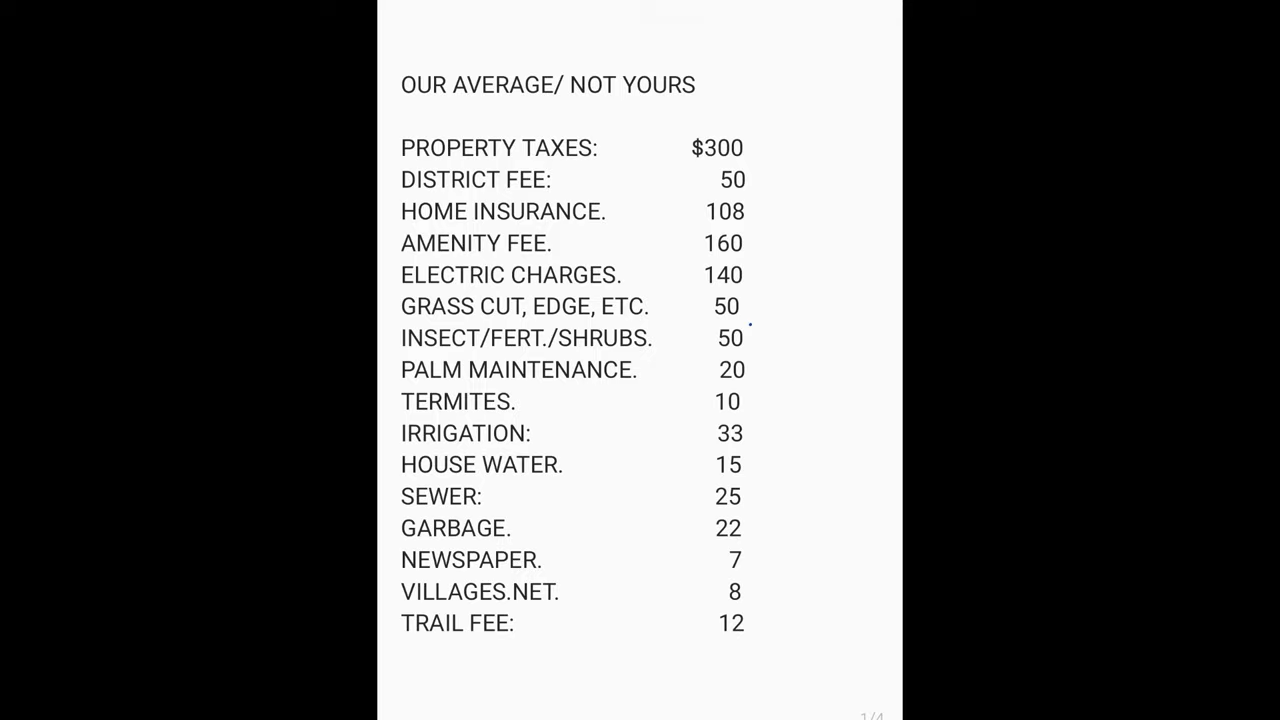 OUR AVERAGE/ NOT YOURS
PROPERTY TAXES: $300
DISTRICT FEE: 50
HOME INSURANCE. 108
AMENITY FEE. 160
ELECTRIC CHARGES. 140
GRASS CUT, EDGE, ETC. 50
INSECT/FERT./SHRUBS. 50
PALM MAINTENANCE. 20
TERMITES. 10
IRRIGATION: 33
HOUSE WATER. 15
SEWER: 25
GARBAGE. 22
NEWSPAPER. 7
VILLAGES.NET. 8
TRAIL FEE: 12
1/4